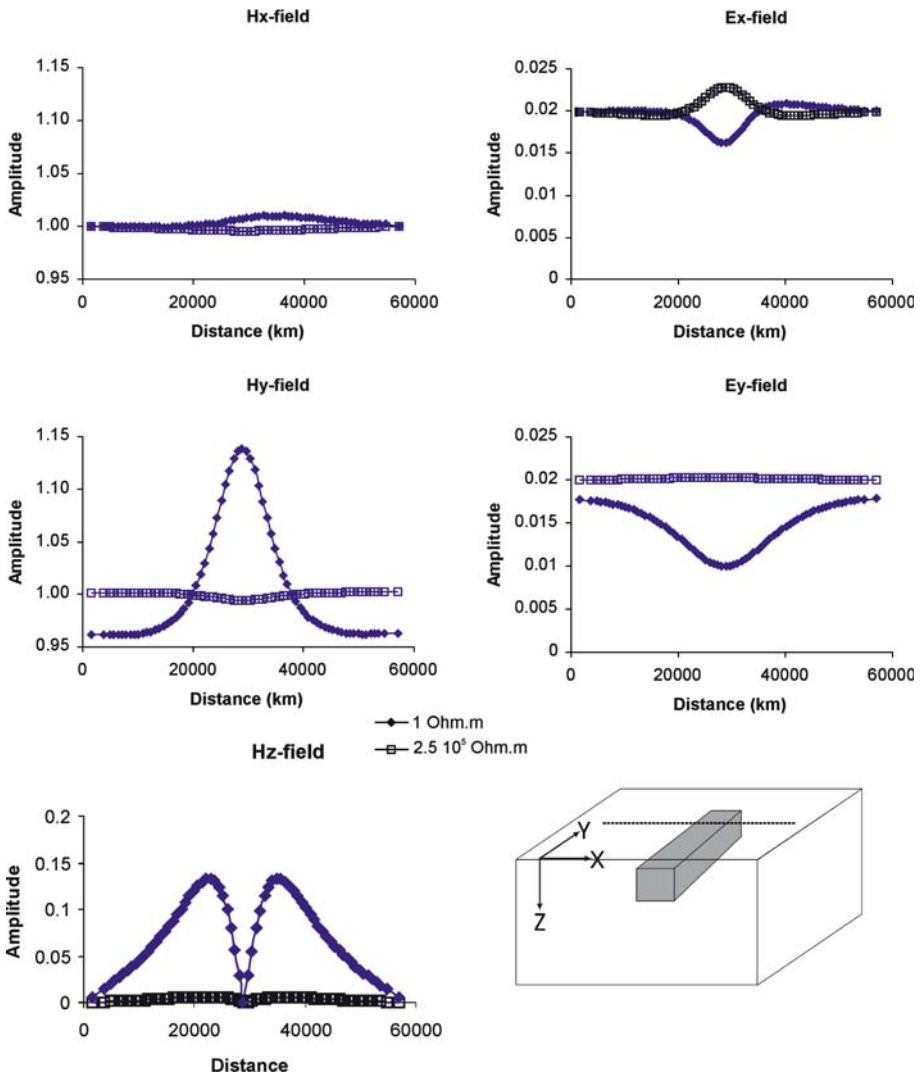 Hx-field
1.15
1.10
1.05
1.00
0.95
Amplitude
0 20000 40000 60000
Distance (km)
Ex-field
0.025
0.02
0.015
0.01
0.005
0
Amplitude
0 20000 40000 60000
Distance (km)
Hy-field
1.15
1.10
1.05
1.00
0.95
Amplitude
0 20000 40000 60000
Distance (km)
Ey-field
0.025
0.02
0.015
0.01
0.005
0
Amplitude
0 20000 40000 60000
Distance (km)
1 Ohm.m
2.5 10⁵ Ohm.m
Hz-field
0.2
0.15
0.1
0.05
0
Amplitude
0 20000 40000 60000
Distance
Y
X
Z